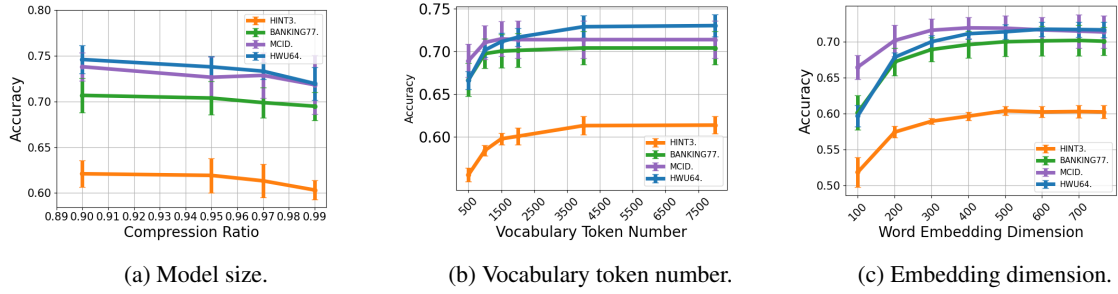 0.80
0.75
0.70
0.65
0.60
Accuracy
HINT3.
BANKING77.
MCID.
HWU64.
0.89 0.90 0.91 0.92 0.93 0.94 0.95 0.96 0.97 0.98 0.99
Compression Ratio
(a) Model size.
0.75
0.70
0.65
0.60
Accuracy
HINT3.
BANKING77.
MCID.
HWU64.
500 1500 2500 3500 4500 5500 6500 7500
Vocabulary Token Number
(b) Vocabulary token number.
0.75
0.70
0.65
0.60
0.55
0.50
Accuracy
HINT3.
BANKING77.
MCID.
HWU64.
100 200 300 400 500 600 700
Word Embedding Dimension
(c) Embedding dimension.